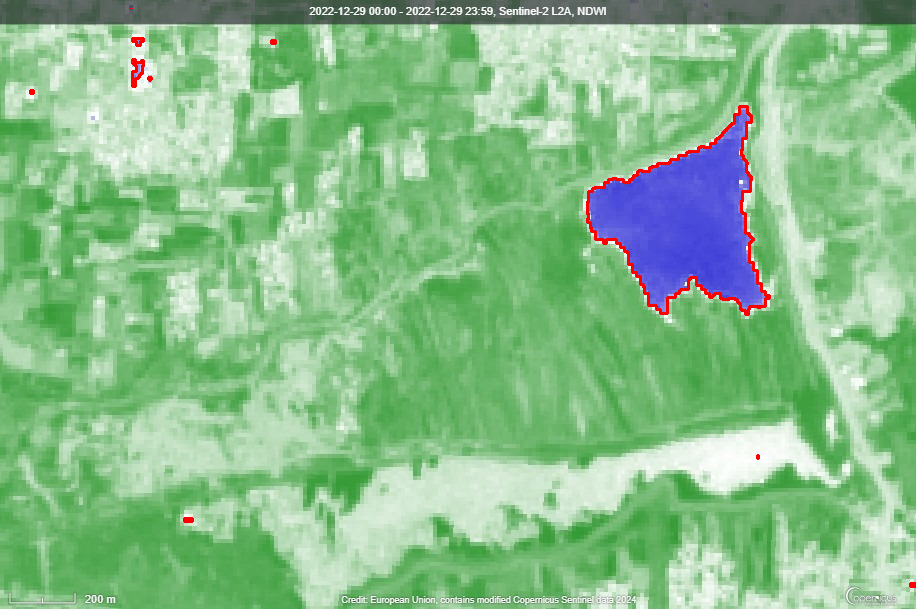 2022-12-29 00:00 - 2022-12-29 23:59, Sentinel-2 L2A, NDWI
200 m
Credit: European Union, contains modified Copernicus Sentinel data 2024
Copernicus